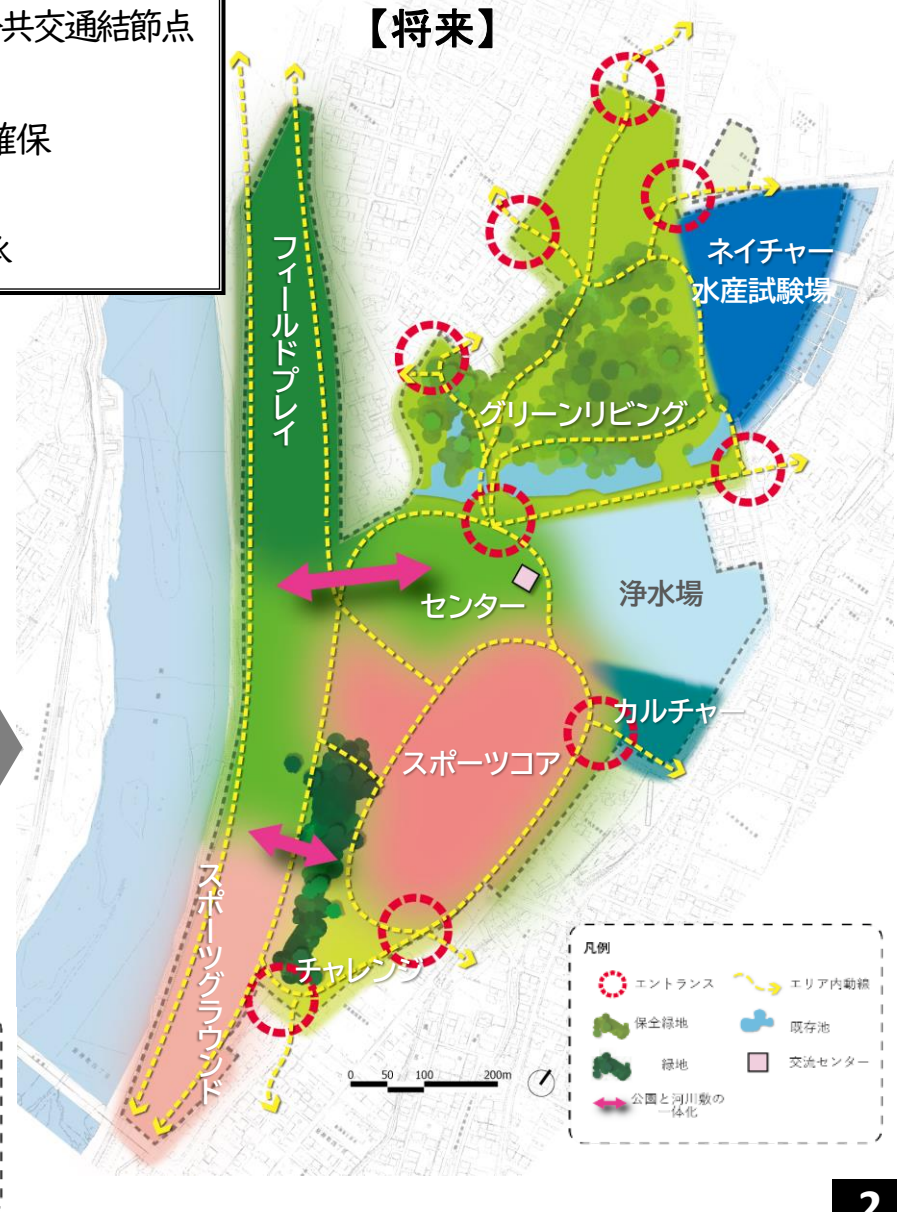 共交通結節点
確保
【将来】
フィールドプレイ
ネイチャー
水産試験場
グリーンリビング
センター
浄水場
カルチャー
スポーツコア
スポーツグラウンド
チャレンジ
0 50 100 200m
凡例
エントランス
エリア内動線
保全緑地
既存池
緑地
交流センター
公園と河川敷の
一体化
2